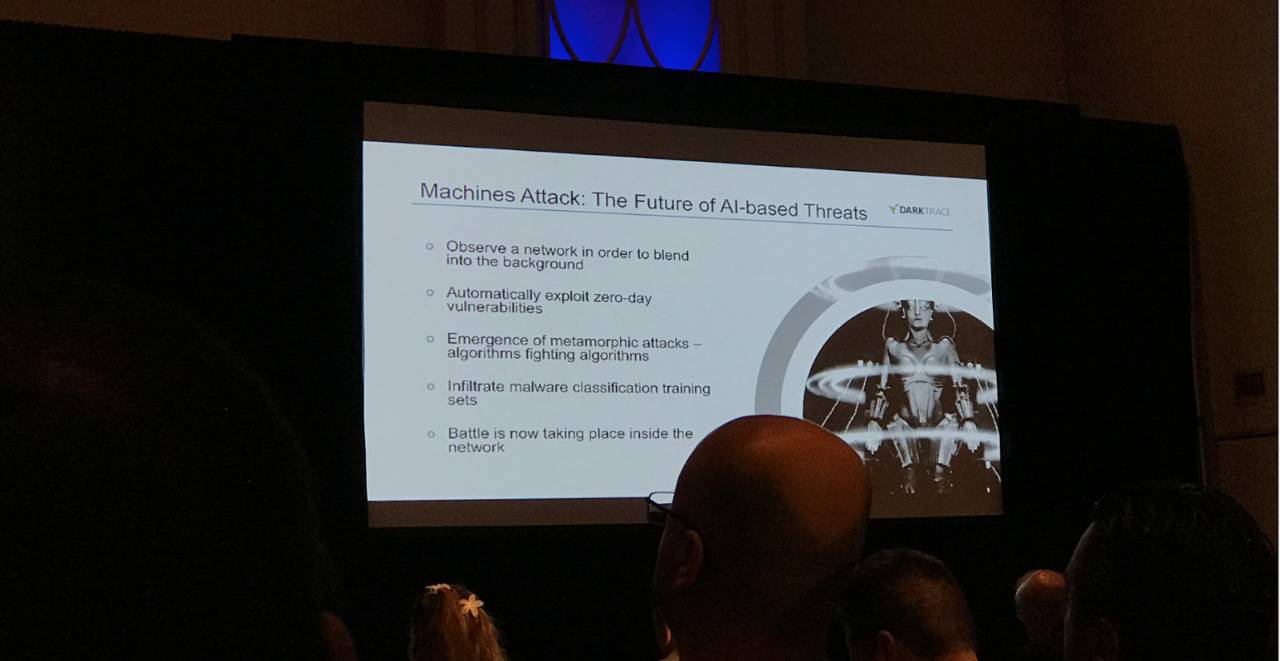 Machines Attack: The Future of AI-based Threats
DARKTRACE
Observe a network in order to blend
into the background
Automatically exploit zero-day
vulnerabilities
Emergence of metamorphic attacks –
algorithms fighting algorithms
Infiltrate malware classification training
sets
Battle is now taking place inside the
network